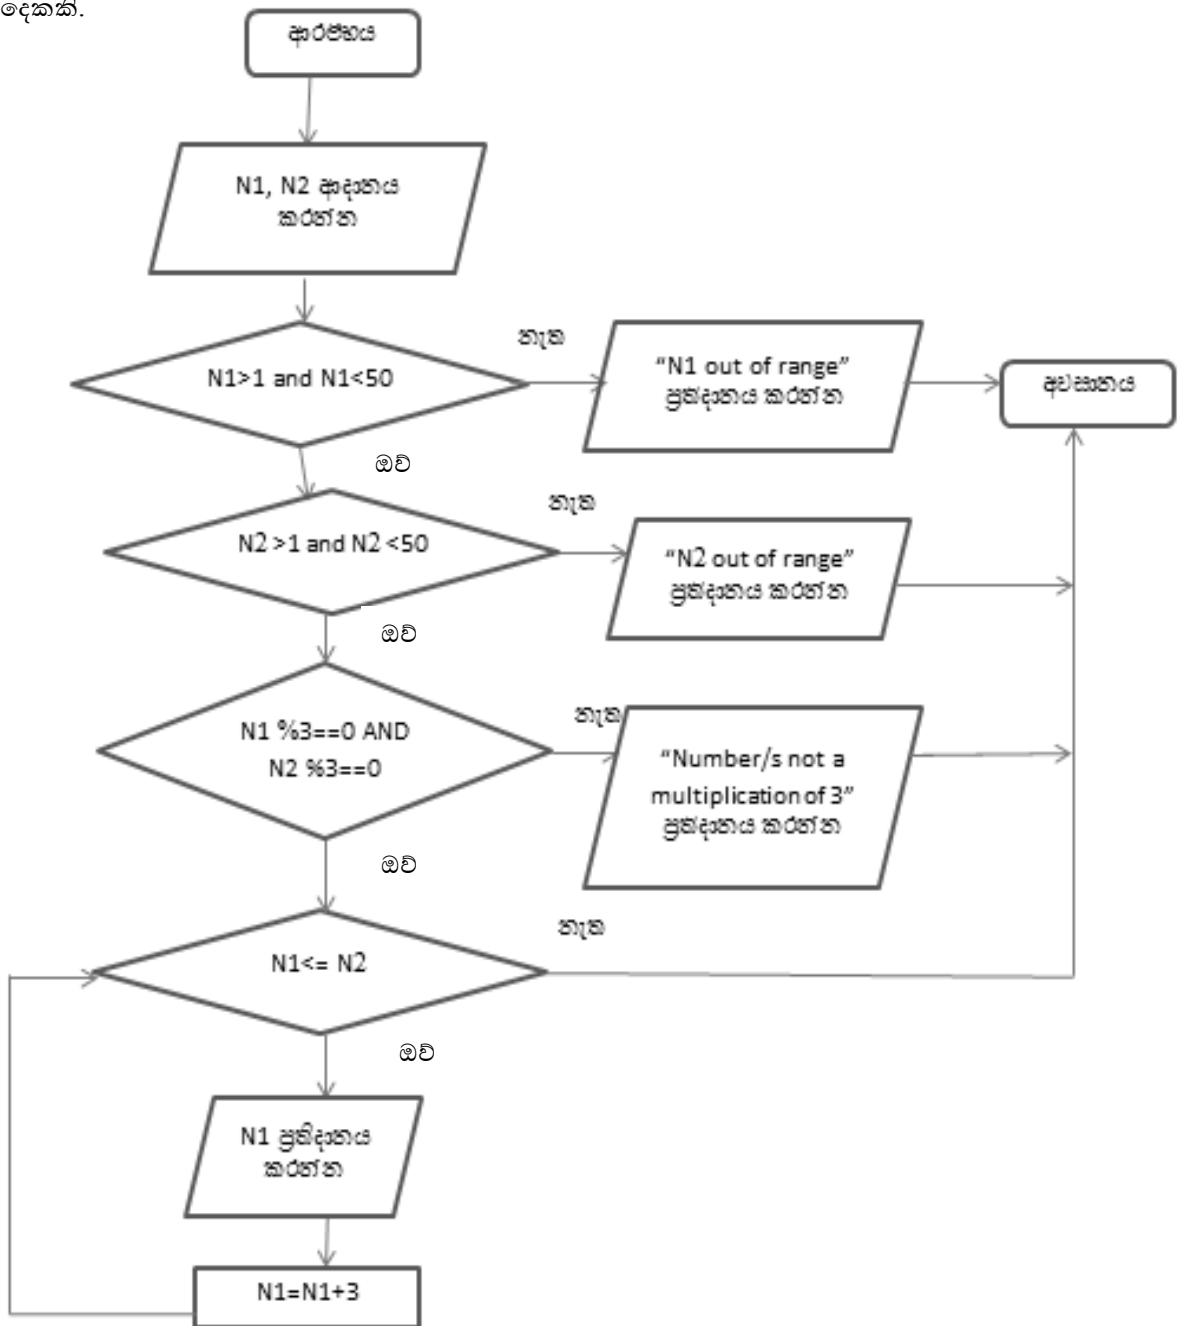 දෙකකි.
ආරම්භය
N1, N2 ආදානය
කරන්න
N1>1 and N1<50
නැත
“N1 out of range”
ප්‍රතිදානය කරන්න
අවසානය
ඔව්
N2 >1 and N2 <50
නැත
“N2 out of range”
ප්‍රතිදානය කරන්න
ඔව්
N1 %3==0 AND
N2 %3==0
නැත
“Number/s not a
multiplication of 3”
ප්‍රතිදානය කරන්න
ඔව්
N1<= N2
නැත
ඔව්
N1 ප්‍රතිදානය
කරන්න
N1=N1+3